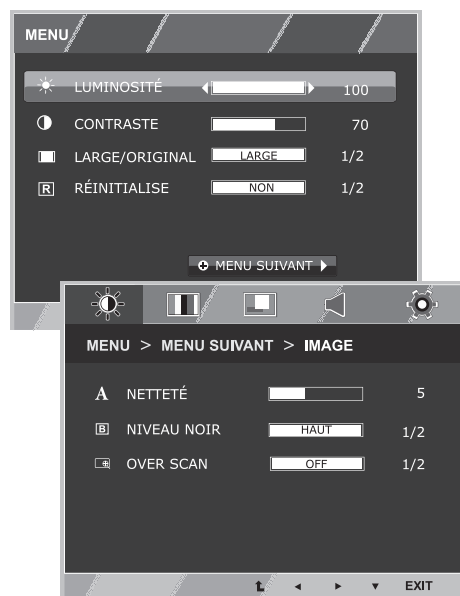 MENU
LUMINOSITÉ 100
CONTRASTE 70
LARGE/ORIGINAL LARGE 1/2
R RÉINITIALISE NON 1/2
MENU SUIVANT
MENU > MENU SUIVANT > IMAGE
A NETTETÉ 5
B NIVEAU NOIR HAUT 1/2
OVER SCAN OFF 1/2
EXIT